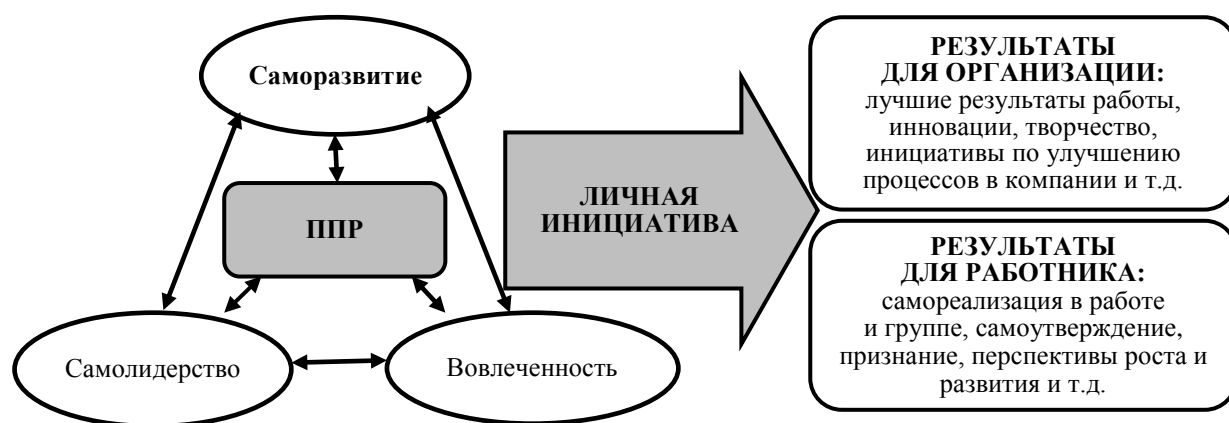 Саморазвитие
ППР
Самолидерство
Вовлеченность
ЛИЧНАЯ
ИНИЦИАТИВА
РЕЗУЛЬТАТЫ
ДЛЯ ОРГАНИЗАЦИИ:
лучшие результаты работы,
инновации, творчество,
инициативы по улучшению
процессов в компании и т.д.
РЕЗУЛЬТАТЫ
ДЛЯ РАБОТНИКА:
самореализация в работе
и группе, самоутверждение,
признание, перспективы роста и
развития и т.д.